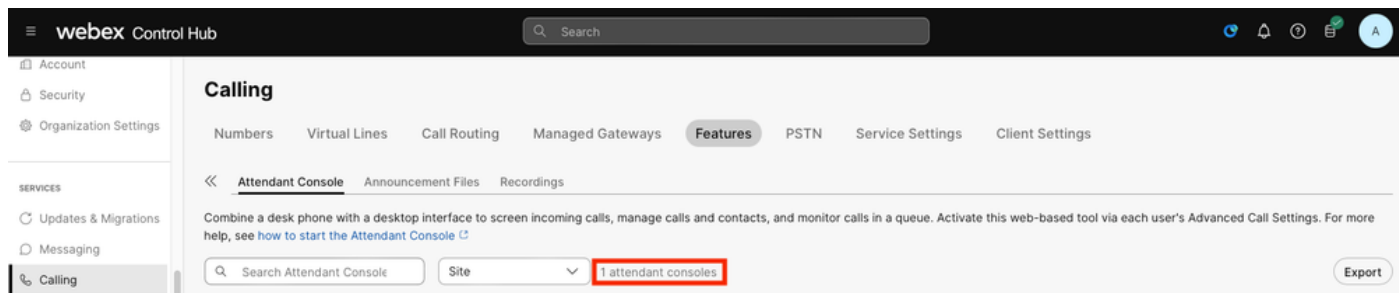 webex Control Hub
Search
A
Account
Security
Organization Settings
SERVICES
Updates & Migrations
Messaging
Calling
Calling
Numbers Virtual Lines Call Routing Managed Gateways Features PSTN Service Settings Client Settings
Attendant Console Announcement Files Recordings
Combine a desk phone with a desktop interface to screen incoming calls, manage calls and contacts, and monitor calls in a queue. Activate this web-based tool via each user's Advanced Call Settings. For more
help, see how to start the Attendant Console
Search Attendant Console Site 1 attendant consoles Export